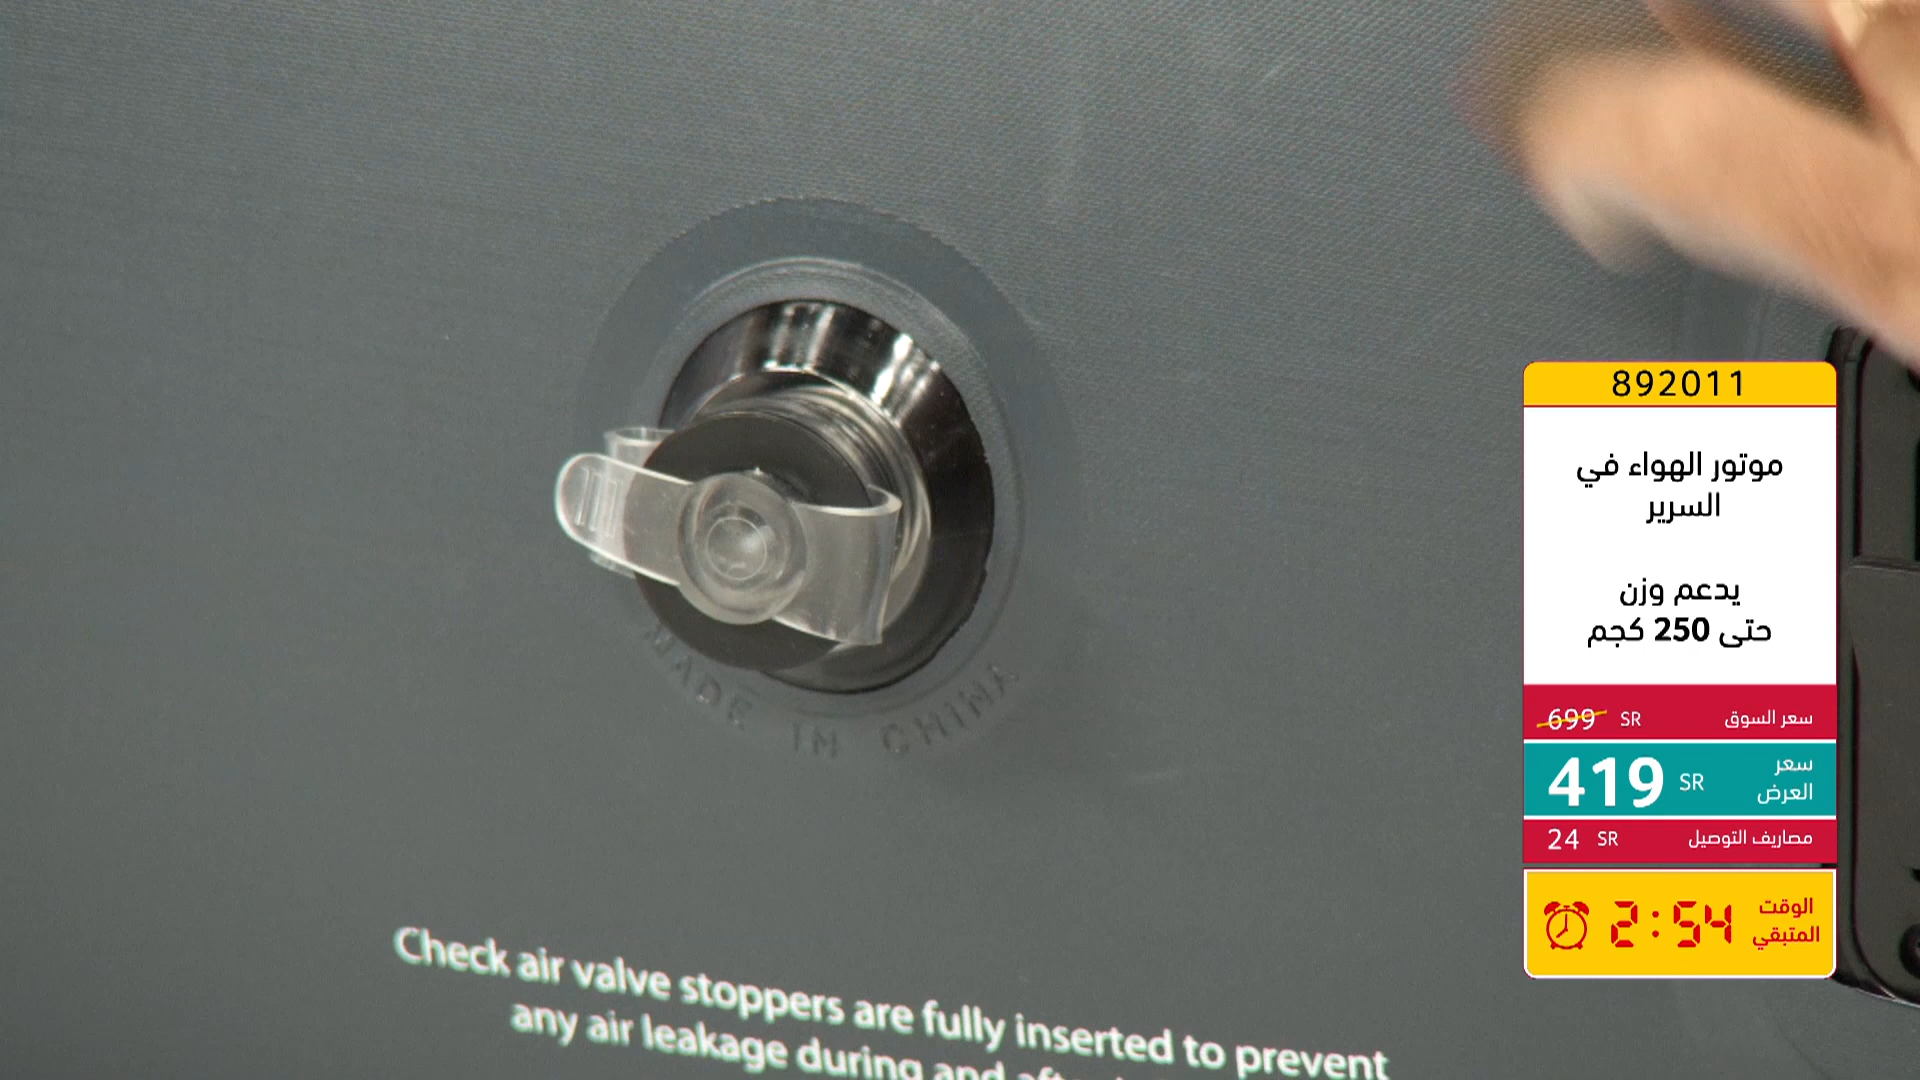 MADE IN CHINA
Check air valve stoppers are fully inserted to prevent
any air leakage during and
892011
موتور الهواء في
السرير
يدعم وزن
حتى 250 كجم
سعر السوق 699 SR
سعر
العرض
419 SR
مصاريف التوصيل 24 SR
الوقت
المتبقي
2:54